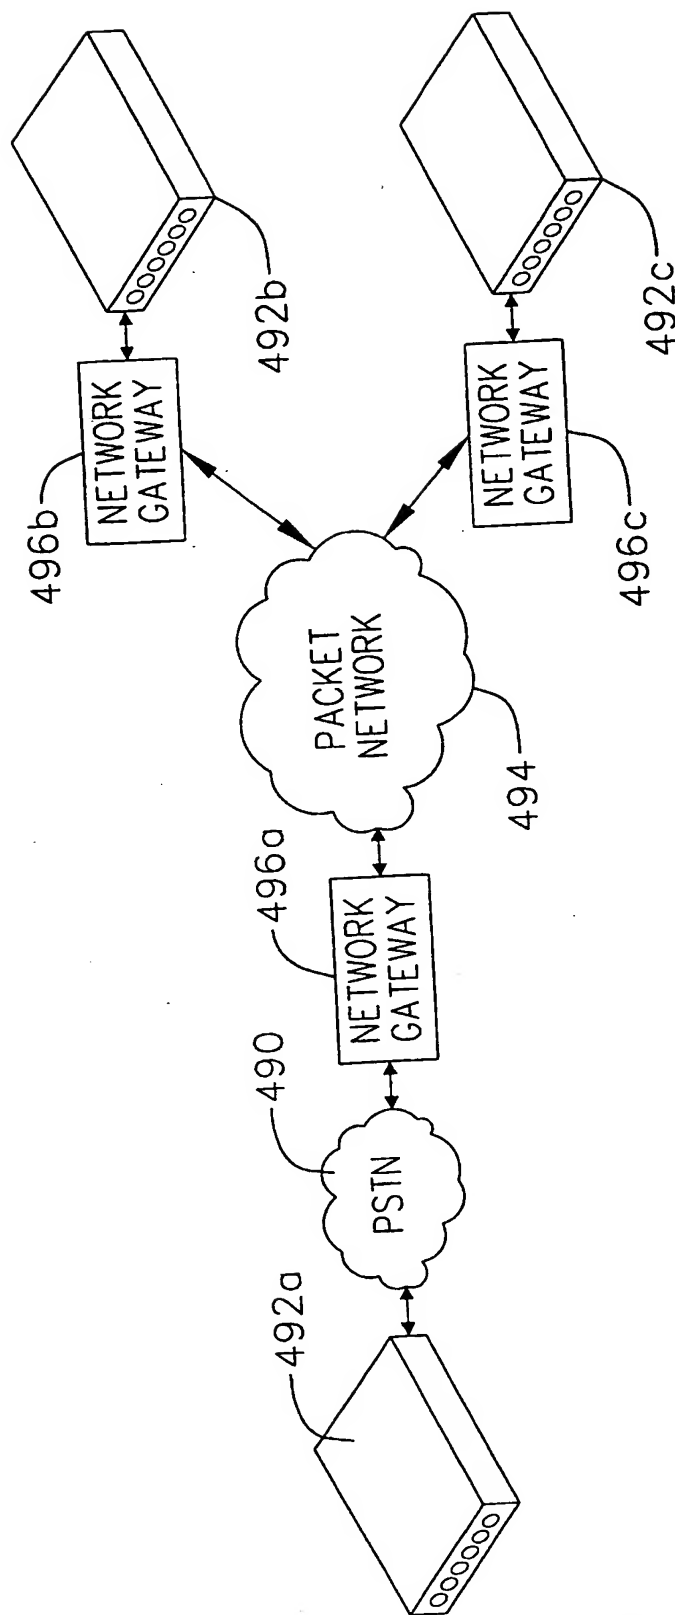 492a
490
PSTN
496a
NETWORK
GATEWAY
PACKET
NETWORK
494
496b
NETWORK
GATEWAY
492b
NETWORK
GATEWAY
496c
492c